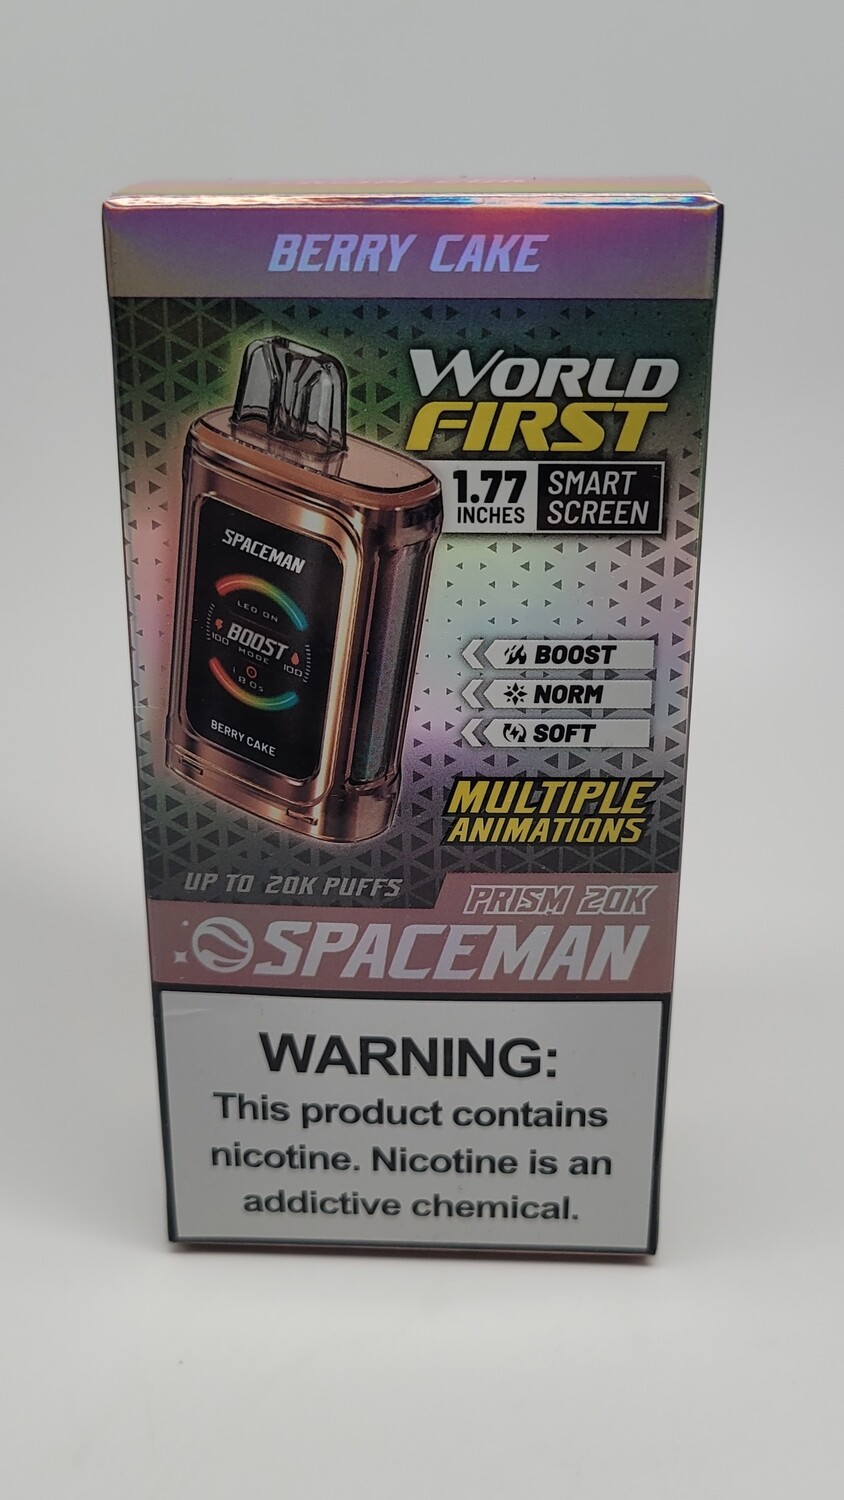 BERRY CAKE
WORLD
FIRST
1.77
INCHES
SMART
SCREEN
SPACEMAN
LED ON
BOOST
MODE
100
100
BERRY CAKE
BOOST
NORM
SOFT
MULTIPLE
ANIMATIONS
UP TO 20K PUFFS
PRISM 20K
SPACEMAN
WARNING:
This product contains
nicotine. Nicotine is an
addictive chemical.